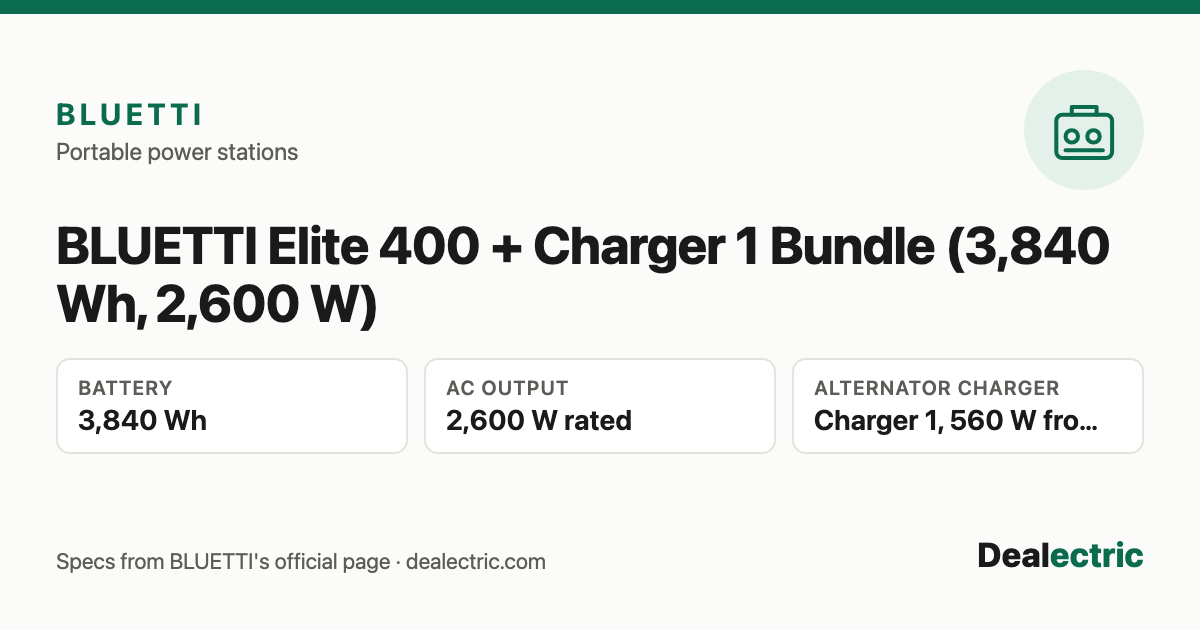 BLUETTI
Portable power stations
BLUETTI Elite 400 + Charger 1 Bundle (3,840
Wh, 2,600 W)
BATTERY
3,840 Wh
AC OUTPUT
2,600 W rated
ALTERNATOR CHARGER
Charger 1, 560 W fro...
Specs from BLUETTI's official page · dealectric.com
Dealectric